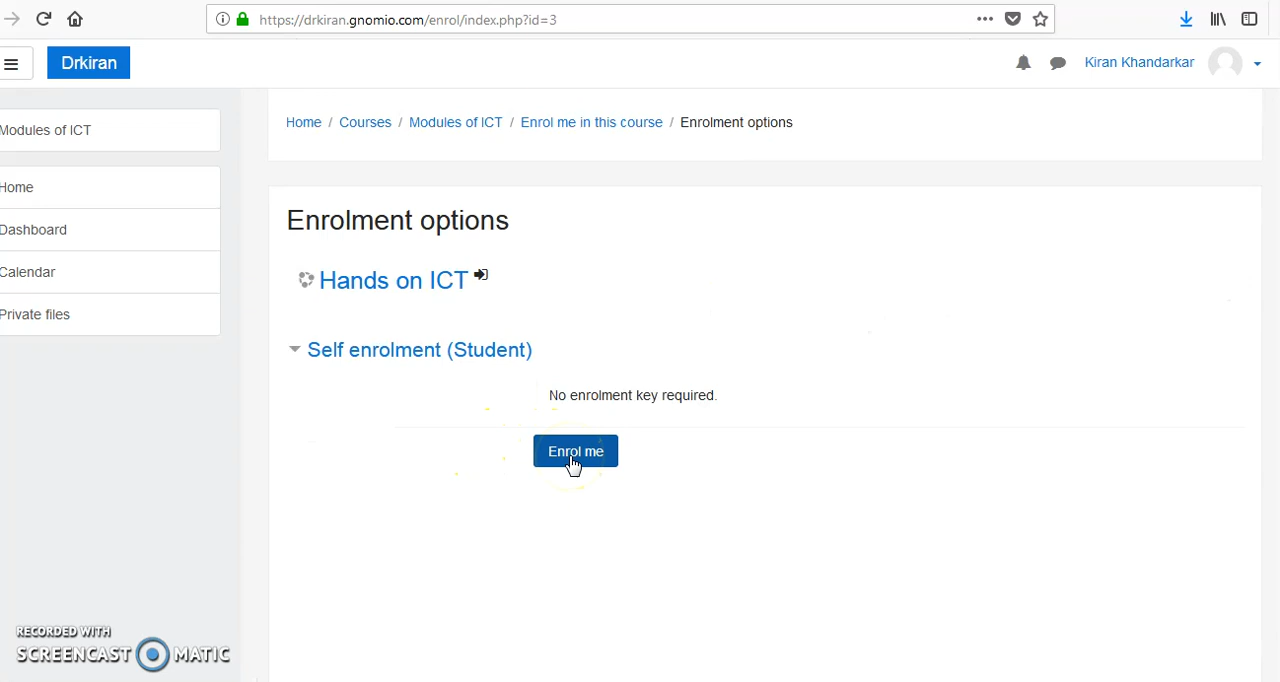 https://drkiran.gnomio.com/enrol/index.php?id=3
Drkiran
Kiran Khandarkar
Modules of ICT
Home
Dashboard
Calendar
Private files
Home / Courses / Modules of ICT / Enrol me in this course / Enrolment options
Enrolment options
Hands on ICT
Self enrolment (Student)
No enrolment key required.
Enrol me
RECORDED WITH
SCREENCAST MATIC